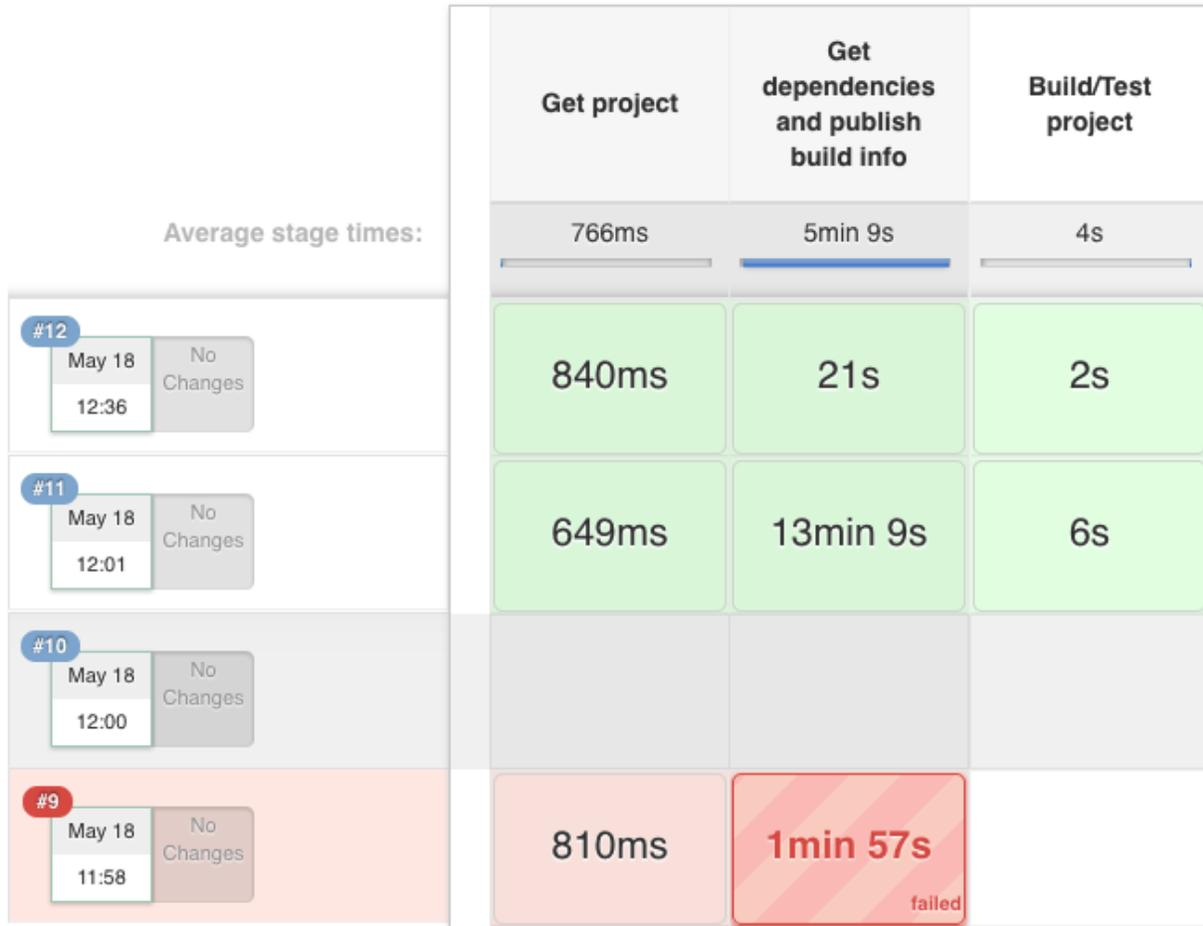 Get project
Get
dependencies
and publish
build info
Build/Test
project
Average stage times:
766ms
5min 9s
4s
#12
May 18
12:36
No
Changes
840ms
21s
2s
#11
May 18
12:01
No
Changes
649ms
13min 9s
6s
#10
May 18
12:00
No
Changes
#9
May 18
11:58
No
Changes
810ms
1min 57s
failed